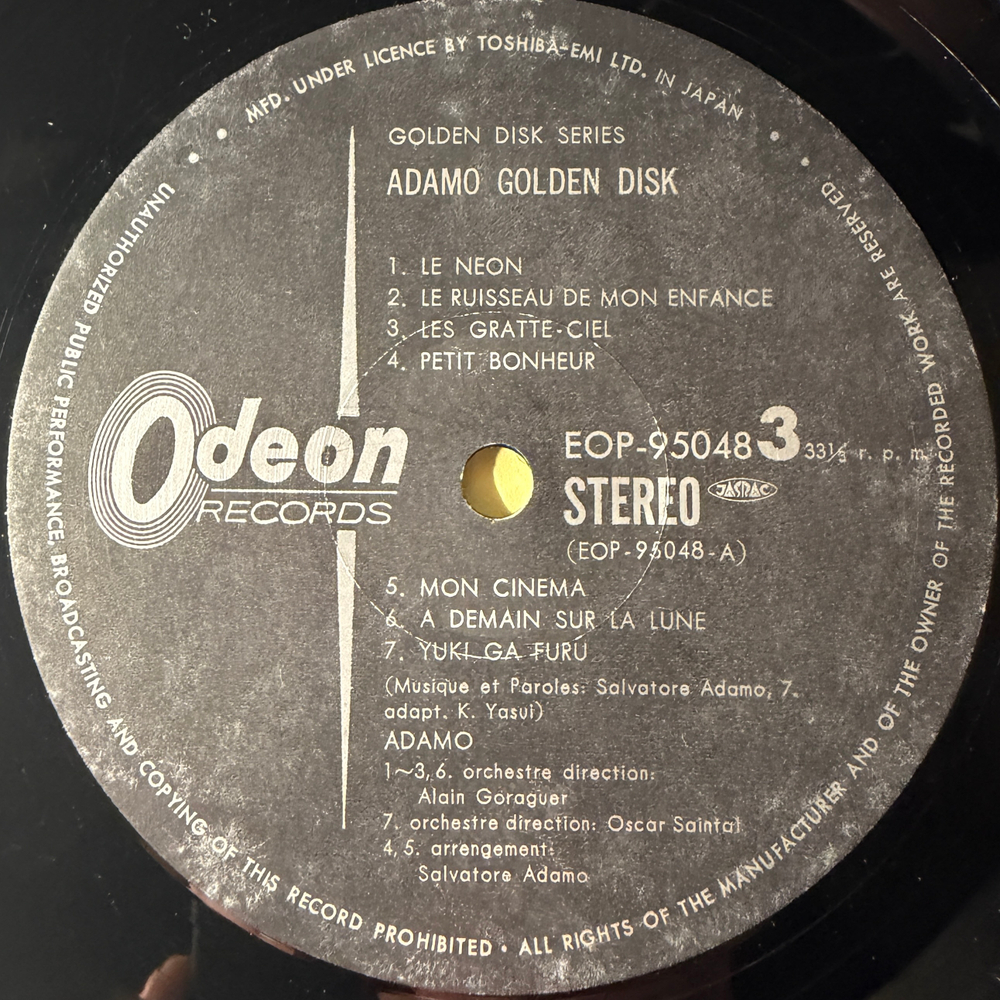 MFD. UNDER LICENCE BY TOSHIBA-EMI LTD. IN JAPAN
GOLDEN DISK SERIES
ADAMO GOLDEN DISK
1. LE NEON
2. LE RUISSEAU DE MON ENFANCE
3. LES GRATTE-CIEL
4. PETIT BONHEUR
Odeon
RECORDS
EOP-95048 3 33⅓ r. p. m.
STEREO JASRAC
(EOP-95048-A)
5. MON CINEMA
6. A DEMAIN SUR LA LUNE
7. YUKI GA FURU
(Musique et Paroles: Salvatore Adamo, 7.
adapt. K. Yasui)
ADAMO
1~3, 6. orchestre direction:
Alain Goraguer
7. orchestre direction: Oscar Saintal
4, 5. arrengement:
Salvatore Adamo
UNAUTHORIZED PUBLIC PERFORMANCE, BROADCASTING AND COPYING OF THIS RECORD PROHIBITED • ALL RIGHTS OF THE MANUFACTURER AND OF THE OWNER OF THE RECORDED WORK ARE RESERVED